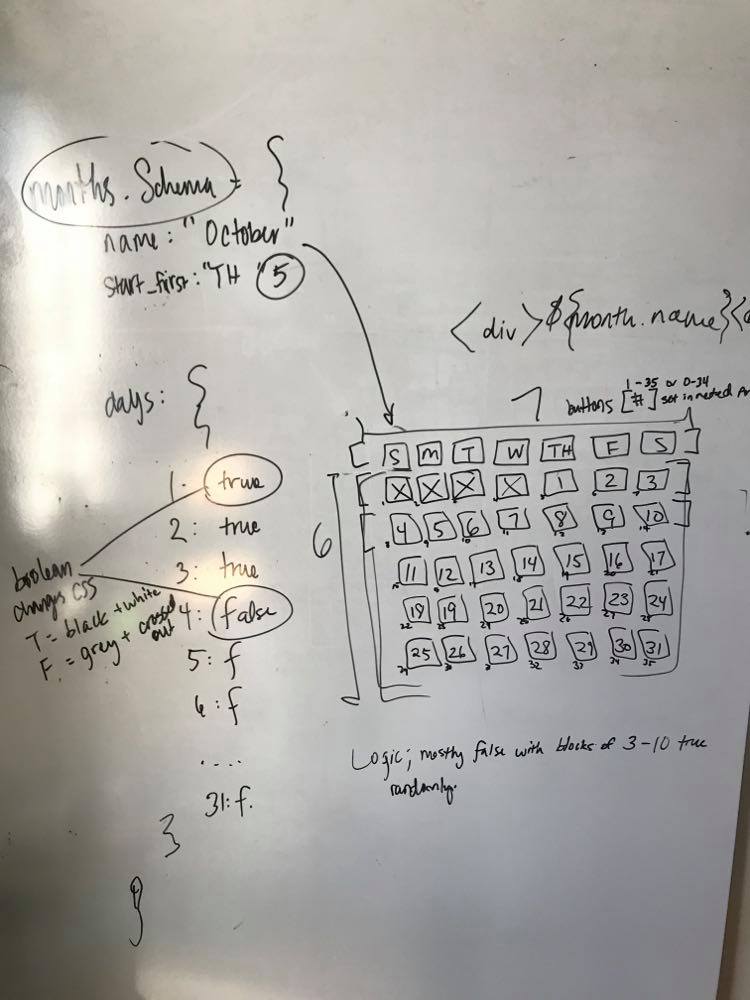 months.Schema = {
name: "October"
start_first: "TH" 5
<div>${month.name}<
days: {
1: true
2: true
3: true
4: false
5: f
6: f
....
31: f.
}
}
boolean
changes CSS
T = black + white
F. = grey + crossed
out
7
1-35 or 0-34
buttons [#] set in nested Ar
6
[S M T W TH F S]
[X X X X 1 2 3]
[4 5 6 7 8 9 10]
11 12 13 14 15 16 17
18 19 20 21 22 23 24
25 26 27 28 29 30 31
Logic; mostly false with blocks of 3-10 true
randomly.